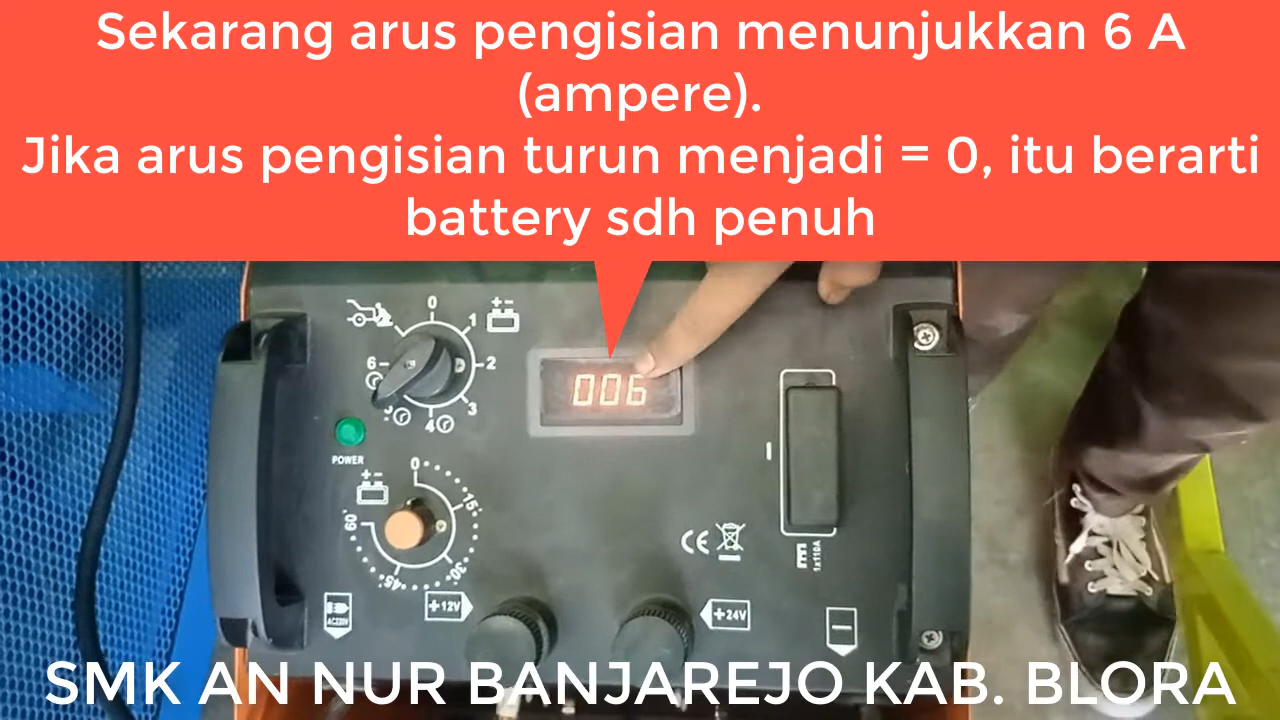 Sekarang arus pengisian menunjukkan 6 A
(ampere).
Jika arus pengisian turun menjadi = 0, itu berarti
battery sdh penuh
0
+ −
1
6
2
3
4
006
POWER
+ −
0
15'
60'
30'
45'
CE
1x110A
AC220V
+12V
+24V
−
SMK AN NUR BANJAREJO KAB. BLORA